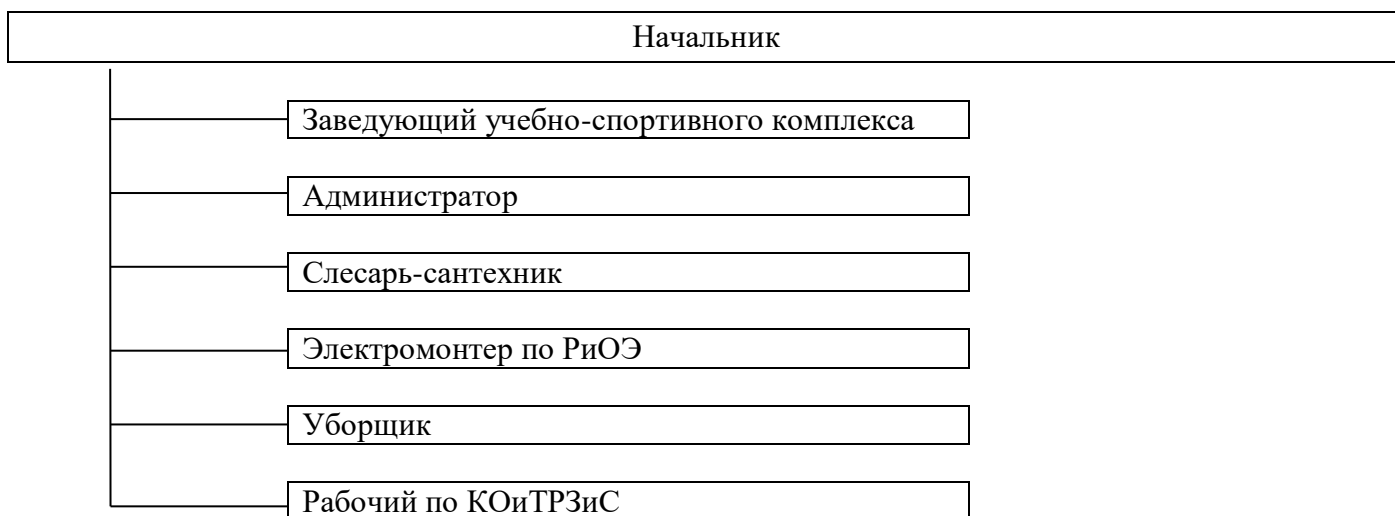 Начальник
Заведующий учебно-спортивного комплекса
Администратор
Слесарь-сантехник
Электромонтер по РиОЭ
Уборщик
Рабочий по КОиТРЗиС